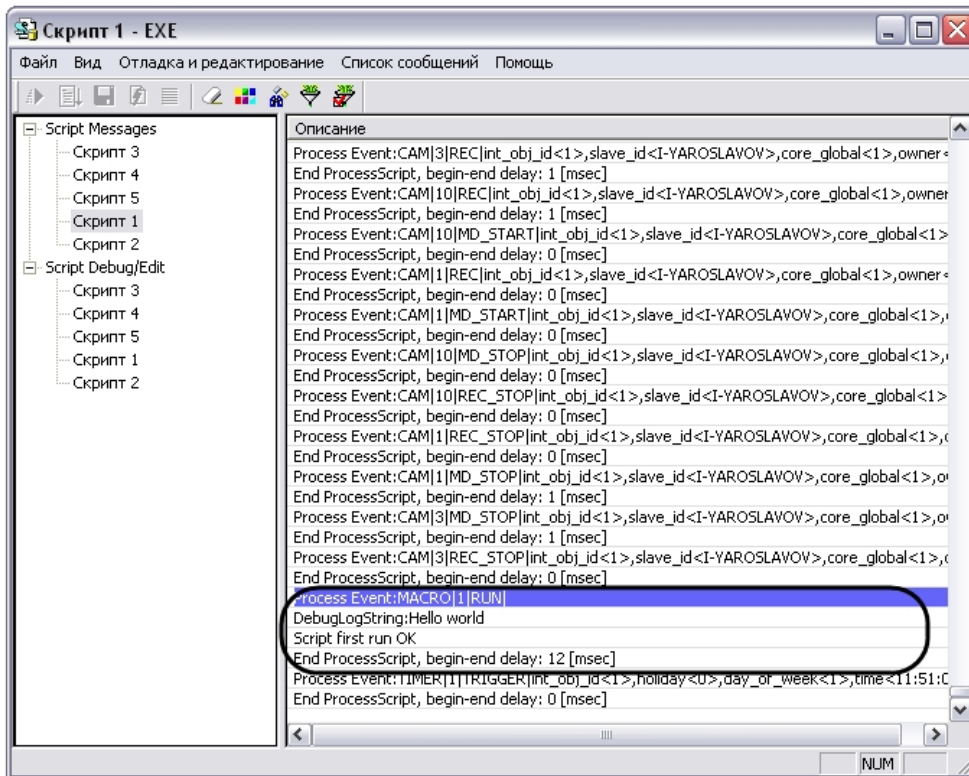 Скрипт 1 - EXE
Файл Вид Отладка и редактирование Список сообщений Помощь
Script Messages
Скрипт 3
Скрипт 4
Скрипт 5
Скрипт 1
Скрипт 2
Script Debug/Edit
Скрипт 3
Скрипт 4
Скрипт 5
Скрипт 1
Скрипт 2
Описание
Process Event:CAM|3|REC|int_obj_id<1>,slave_id<I-YAROSLAVOV>,core_global<1>,owner<
End ProcessScript, begin-end delay: 1 [msec]
Process Event:CAM|10|REC|int_obj_id<1>,slave_id<I-YAROSLAVOV>,core_global<1>,owner
End ProcessScript, begin-end delay: 1 [msec]
Process Event:CAM|10|MD_START|int_obj_id<1>,slave_id<I-YAROSLAVOV>,core_global<1>
End ProcessScript, begin-end delay: 0 [msec]
Process Event:CAM|1|REC|int_obj_id<1>,slave_id<I-YAROSLAVOV>,core_global<1>,owner<
End ProcessScript, begin-end delay: 0 [msec]
Process Event:CAM|1|MD_START|int_obj_id<1>,slave_id<I-YAROSLAVOV>,core_global<1>,
End ProcessScript, begin-end delay: 0 [msec]
Process Event:CAM|10|MD_STOP|int_obj_id<1>,slave_id<I-YAROSLAVOV>,core_global<1>,
End ProcessScript, begin-end delay: 0 [msec]
Process Event:CAM|10|REC_STOP|int_obj_id<1>,slave_id<I-YAROSLAVOV>,core_global<1>
End ProcessScript, begin-end delay: 0 [msec]
Process Event:CAM|1|REC_STOP|int_obj_id<1>,slave_id<I-YAROSLAVOV>,core_global<1>,
End ProcessScript, begin-end delay: 0 [msec]
Process Event:CAM|1|MD_STOP|int_obj_id<1>,slave_id<I-YAROSLAVOV>,core_global<1>,o
End ProcessScript, begin-end delay: 1 [msec]
Process Event:CAM|3|MD_STOP|int_obj_id<1>,slave_id<I-YAROSLAVOV>,core_global<1>,o
End ProcessScript, begin-end delay: 1 [msec]
Process Event:CAM|3|REC_STOP|int_obj_id<1>,slave_id<I-YAROSLAVOV>,core_global<1>,
End ProcessScript, begin-end delay: 0 [msec]
Process Event:MACRO|1|RUN|
DebugLogString:Hello world
Script first run OK
End ProcessScript, begin-end delay: 12 [msec]
Process Event:TIMER|1|TRIGGER|int_obj_id<1>,holiday<0>,day_of_week<1>,time<11:51:0
End ProcessScript, begin-end delay: 0 [msec]
NUM